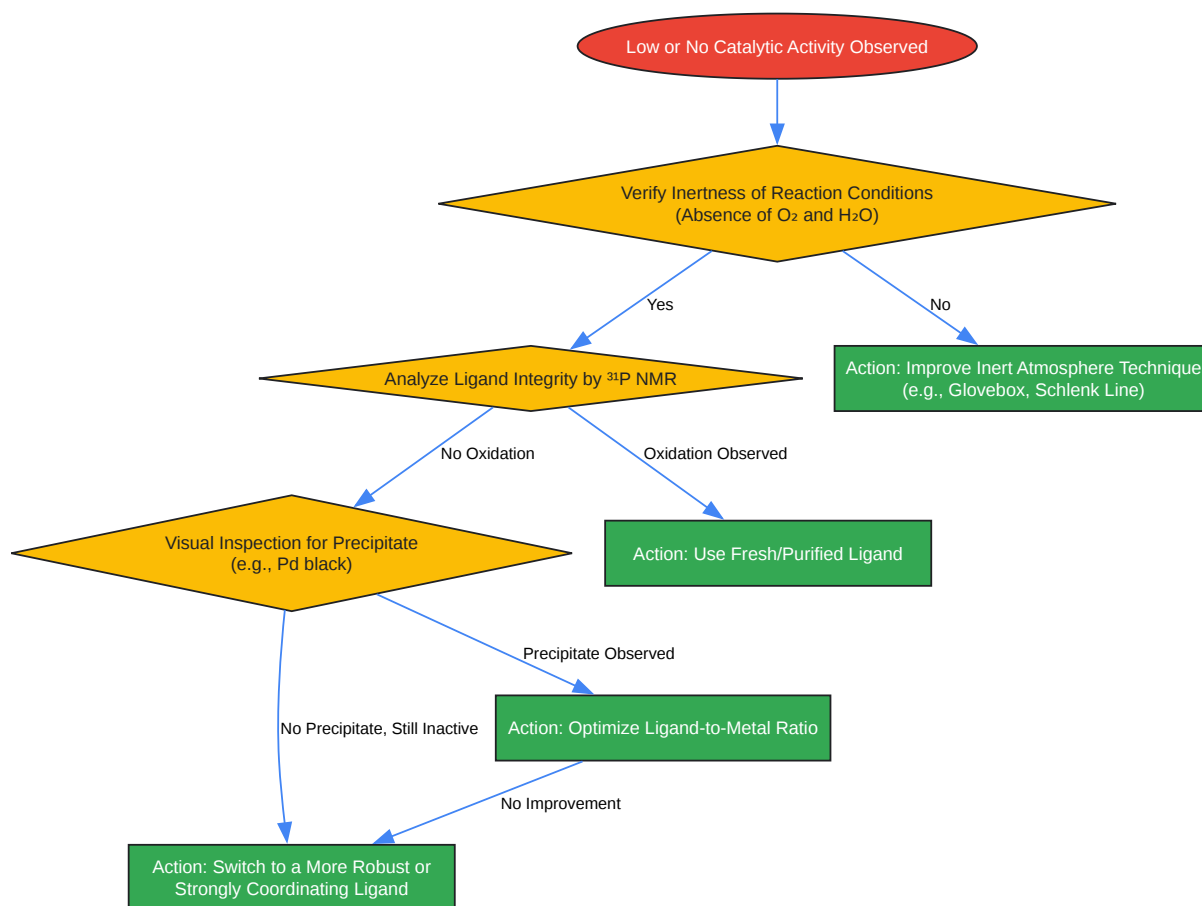 Low or No Catalytic Activity Observed
Verify Inertness of Reaction Conditions
(Absence of O₂ and H₂O)
Yes
No
Action: Improve Inert Atmosphere Technique
(e.g., Glovebox, Schlenk Line)
Analyze Ligand Integrity by ³¹P NMR
No Oxidation
Oxidation Observed
Visual Inspection for Precipitate
(e.g., Pd black)
Action: Use Fresh/Purified Ligand
Precipitate Observed
No Precipitate, Still Inactive
Action: Optimize Ligand-to-Metal Ratio
No Improvement
Action: Switch to a More Robust or
Strongly Coordinating Ligand